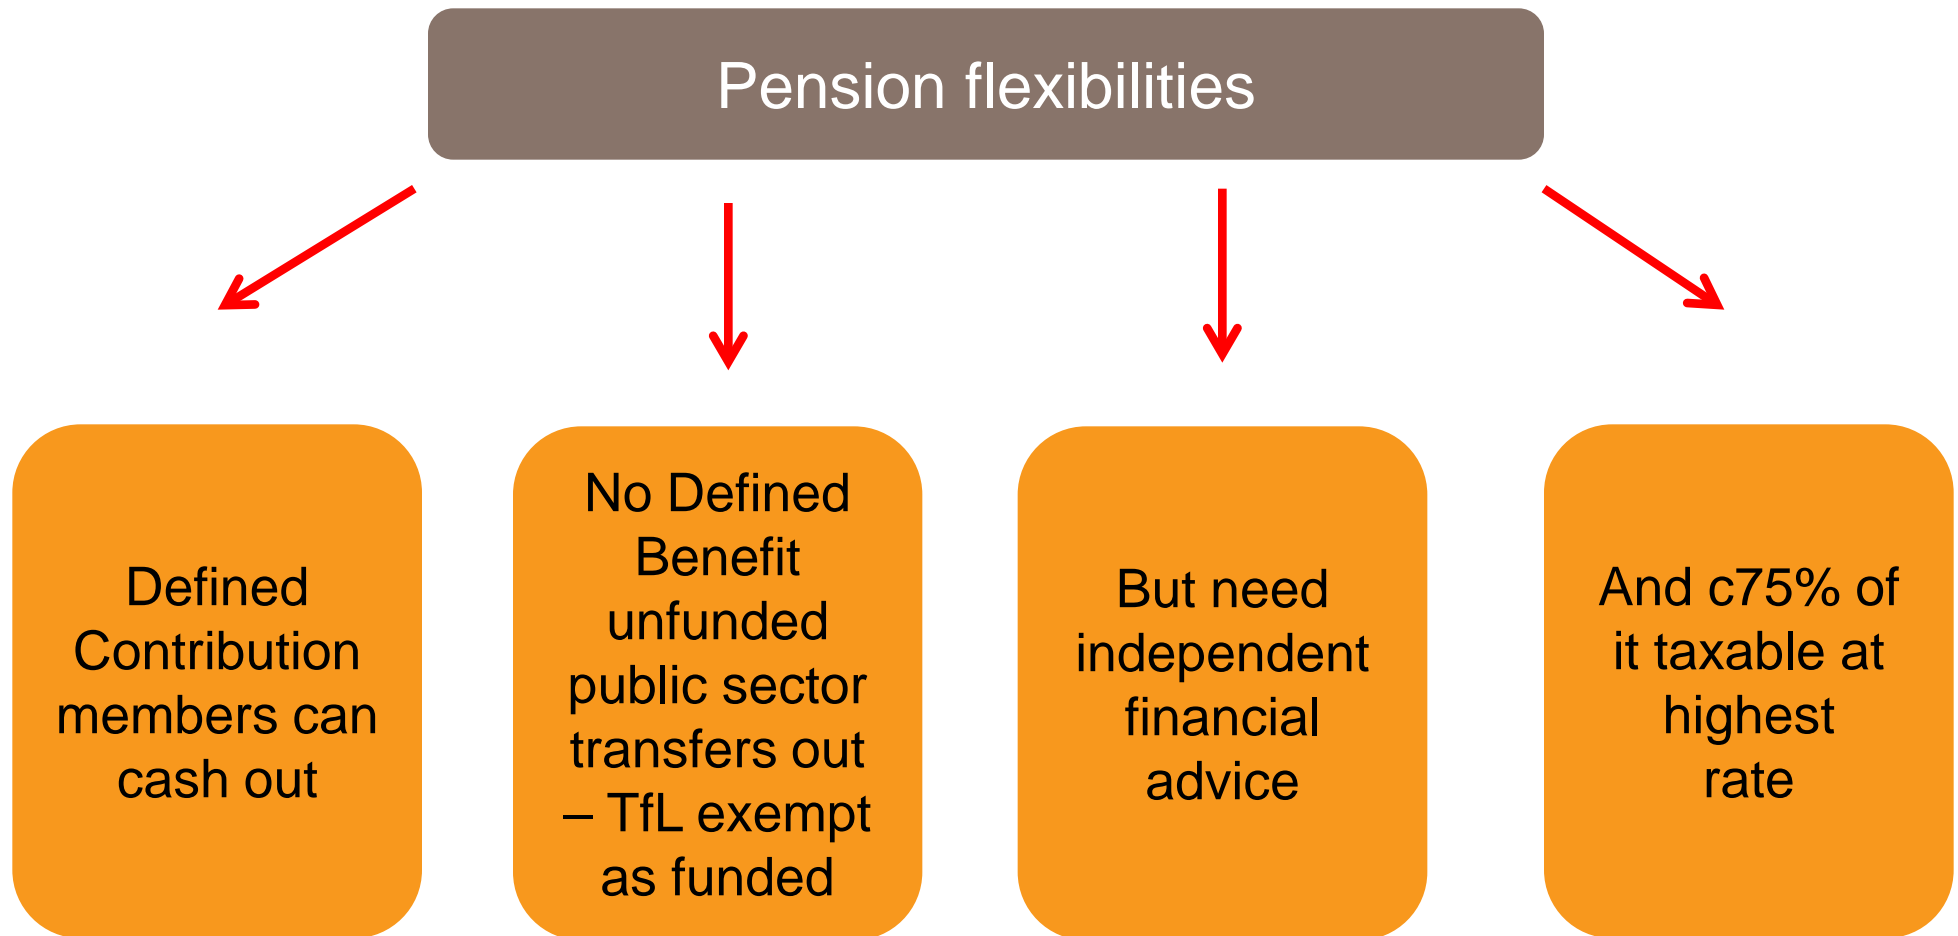 Pension flexibilities
Defined
Contribution
members can
cash out
No Defined
Benefit
unfunded
public sector
transfers out
– TfL exempt
as funded
But need
independent
financial
advice
And c75% of
it taxable at
highest
rate